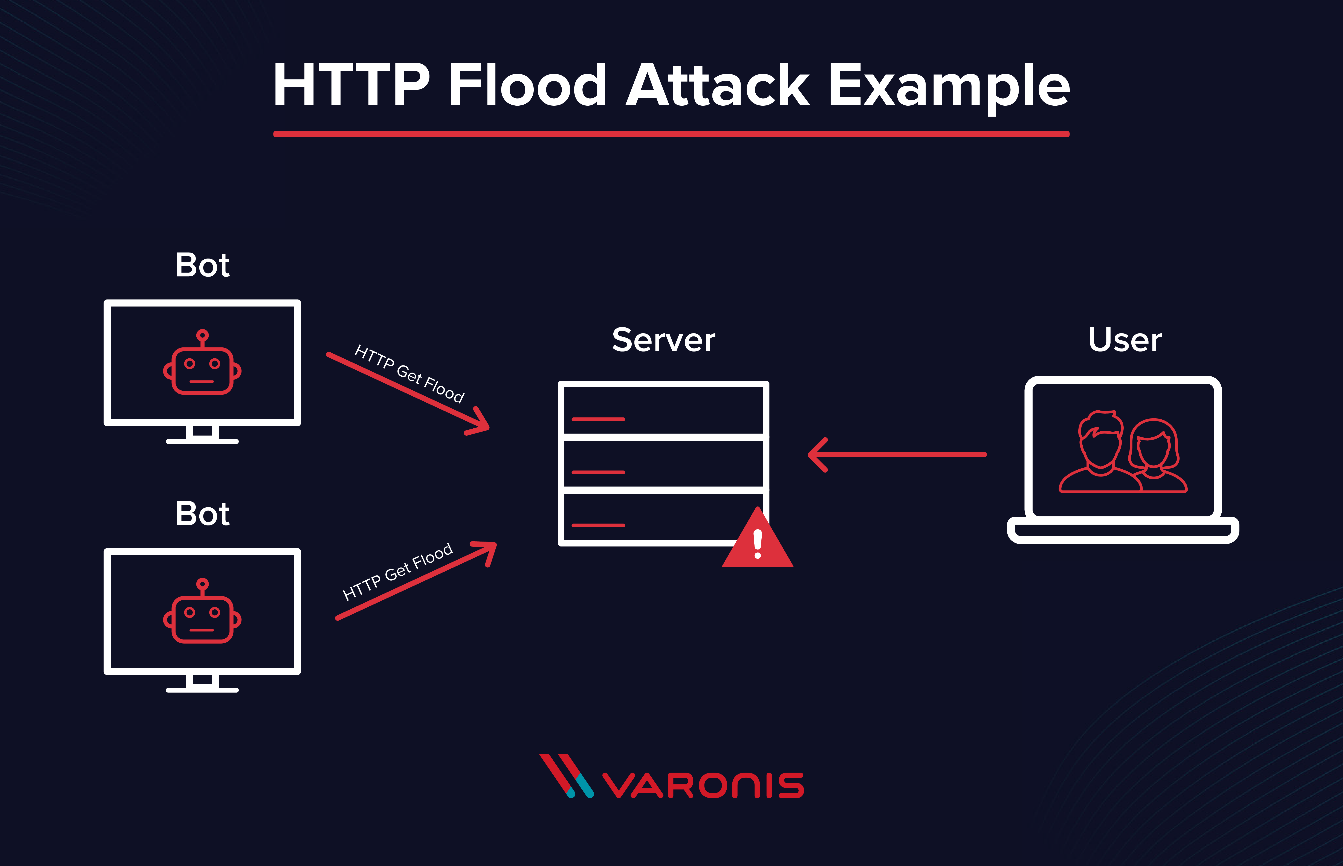 HTTP Flood Attack Example
Bot
HTTP Get Flood
Server
User
Bot
HTTP Get Flood
VARONIS